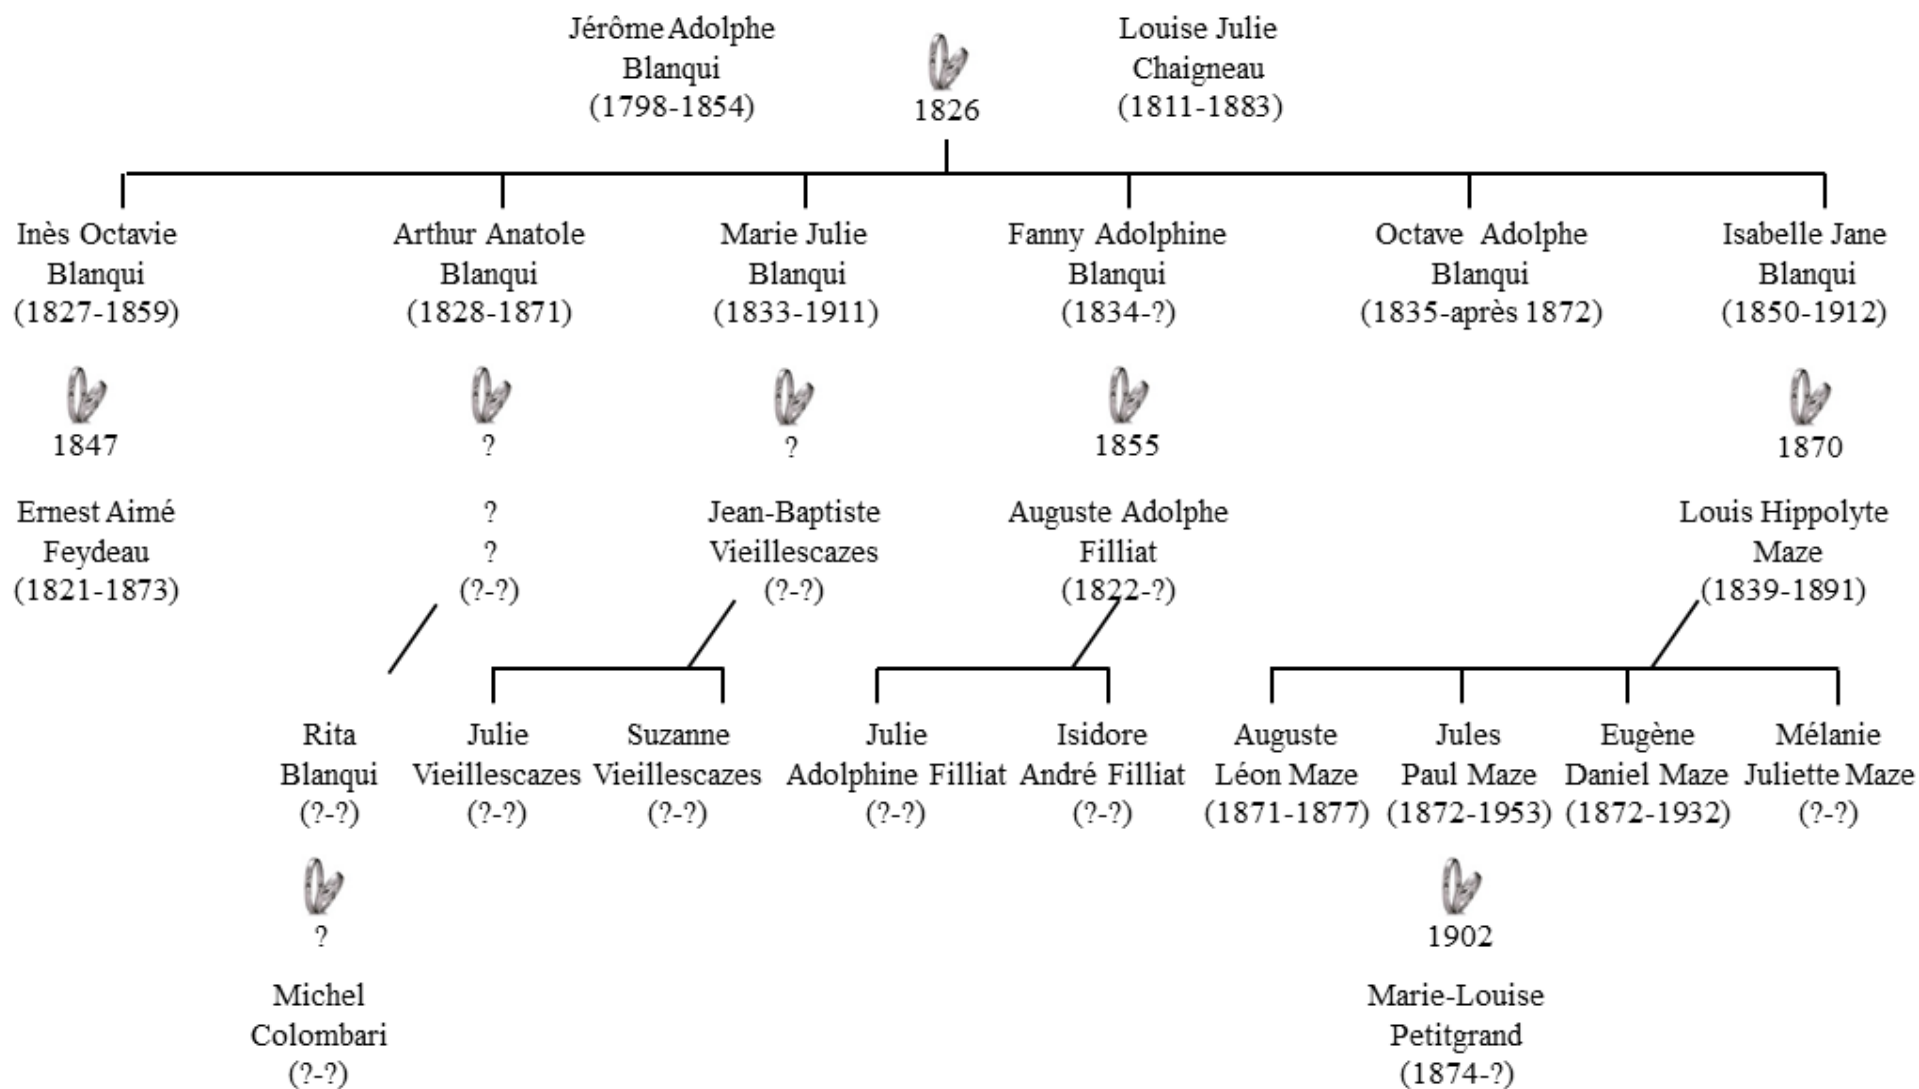 Jérôme Adolphe
Blanqui
(1798-1854)
1826
Louise Julie
Chaigneau
(1811-1883)
Inès Octavie
Blanqui
(1827-1859)
Arthur Anatole
Blanqui
(1828-1871)
Marie Julie
Blanqui
(1833-1911)
Fanny Adolphine
Blanqui
(1834-?)
Octave Adolphe
Blanqui
(1835-après 1872)
Isabelle Jane
Blanqui
(1850-1912)
1847
?
?
1855
1870
Ernest Aimé
Feydeau
(1821-1873)
?
?
(?-?)
Jean-Baptiste
Vieillescazes
(?-?)
Auguste Adolphe
Filliat
(1822-?)
Louis Hippolyte
Maze
(1839-1891)
Rita
Blanqui
(?-?)
Julie
Vieillescazes
(?-?)
Suzanne
Vieillescazes
(?-?)
Julie
Adolphine Filliat
(?-?)
Isidore
André Filliat
(?-?)
Auguste
Léon Maze
(1871-1877)
Jules
Paul Maze
(1872-1953)
Eugène
Daniel Maze
(1872-1932)
Mélanie
Juliette Maze
(?-?)
?
1902
Michel
Colombari
(?-?)
Marie-Louise
Petitgrand
(1874-?)